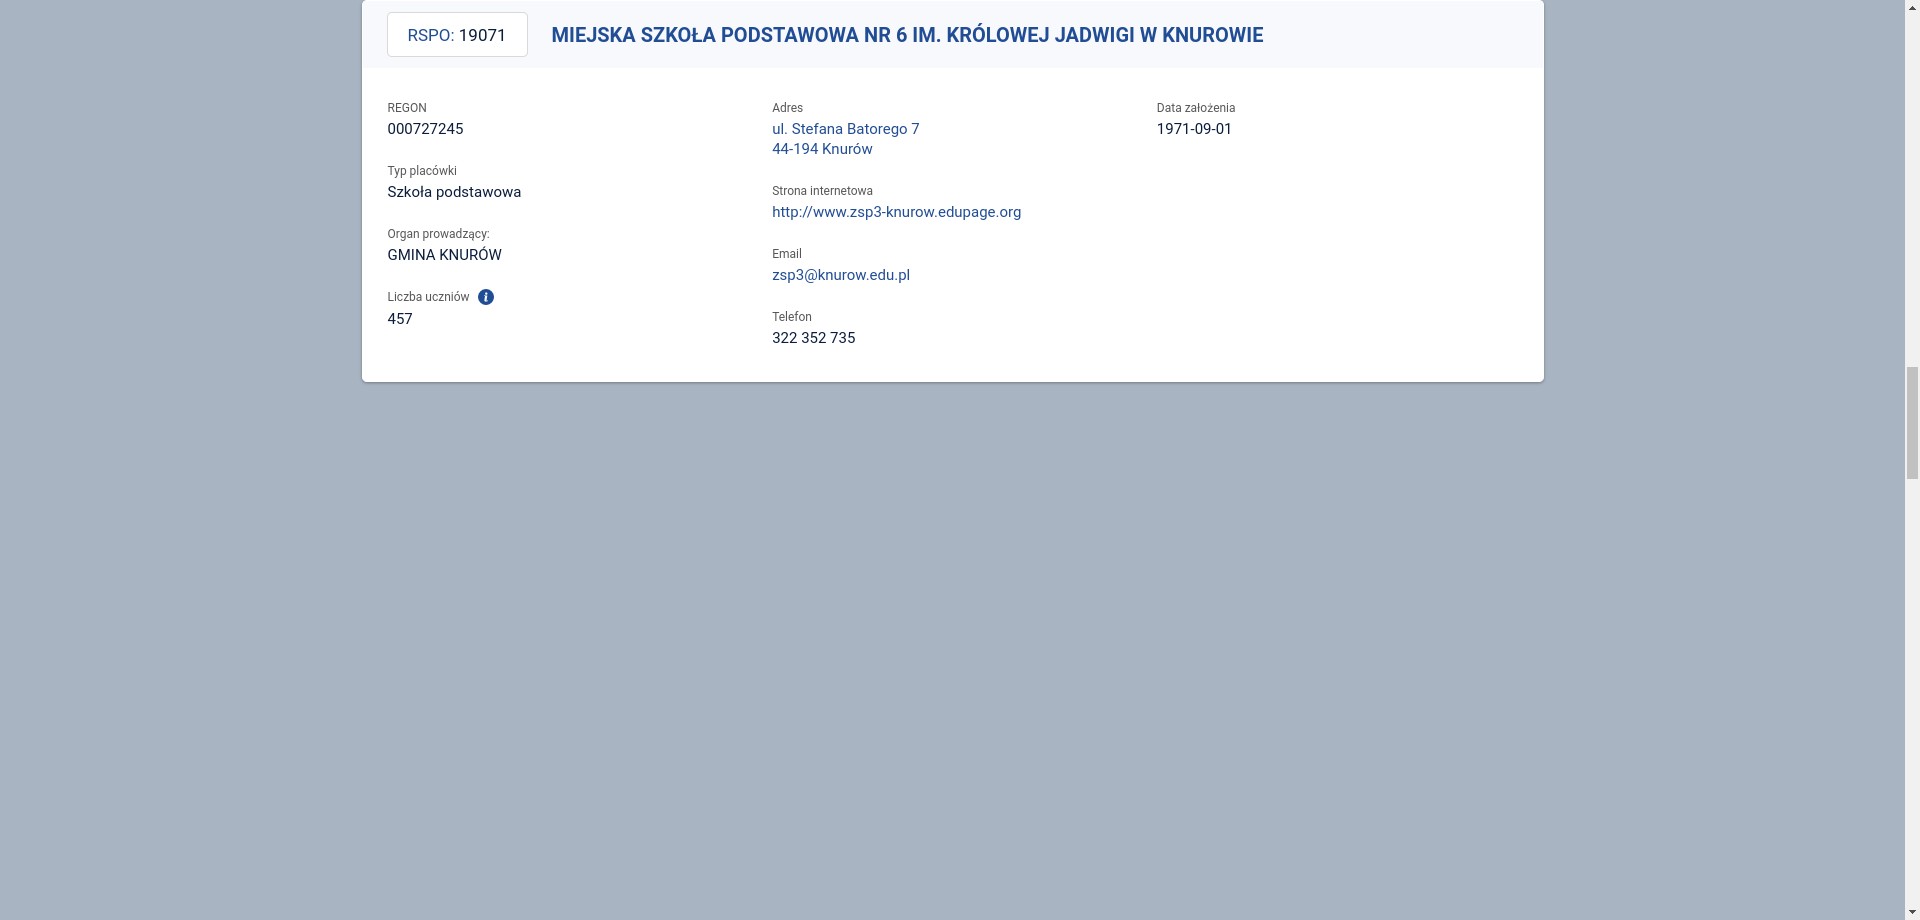 RSPO: 19071
MIEJSKA SZKOŁA PODSTAWOWA NR 6 IM. KRÓLOWEJ JADWIGI W KNUROWIE
REGON
000727245
Typ placówki
Szkoła podstawowa
Organ prowadzący:
GMINA KNURÓW
Liczba uczniów
457
Adres
ul. Stefana Batorego 7
44-194 Knurów
Strona internetowa
http://www.zsp3-knurow.edupage.org
Email
zsp3@knurow.edu.pl
Telefon
322 352 735
Data założenia
1971-09-01